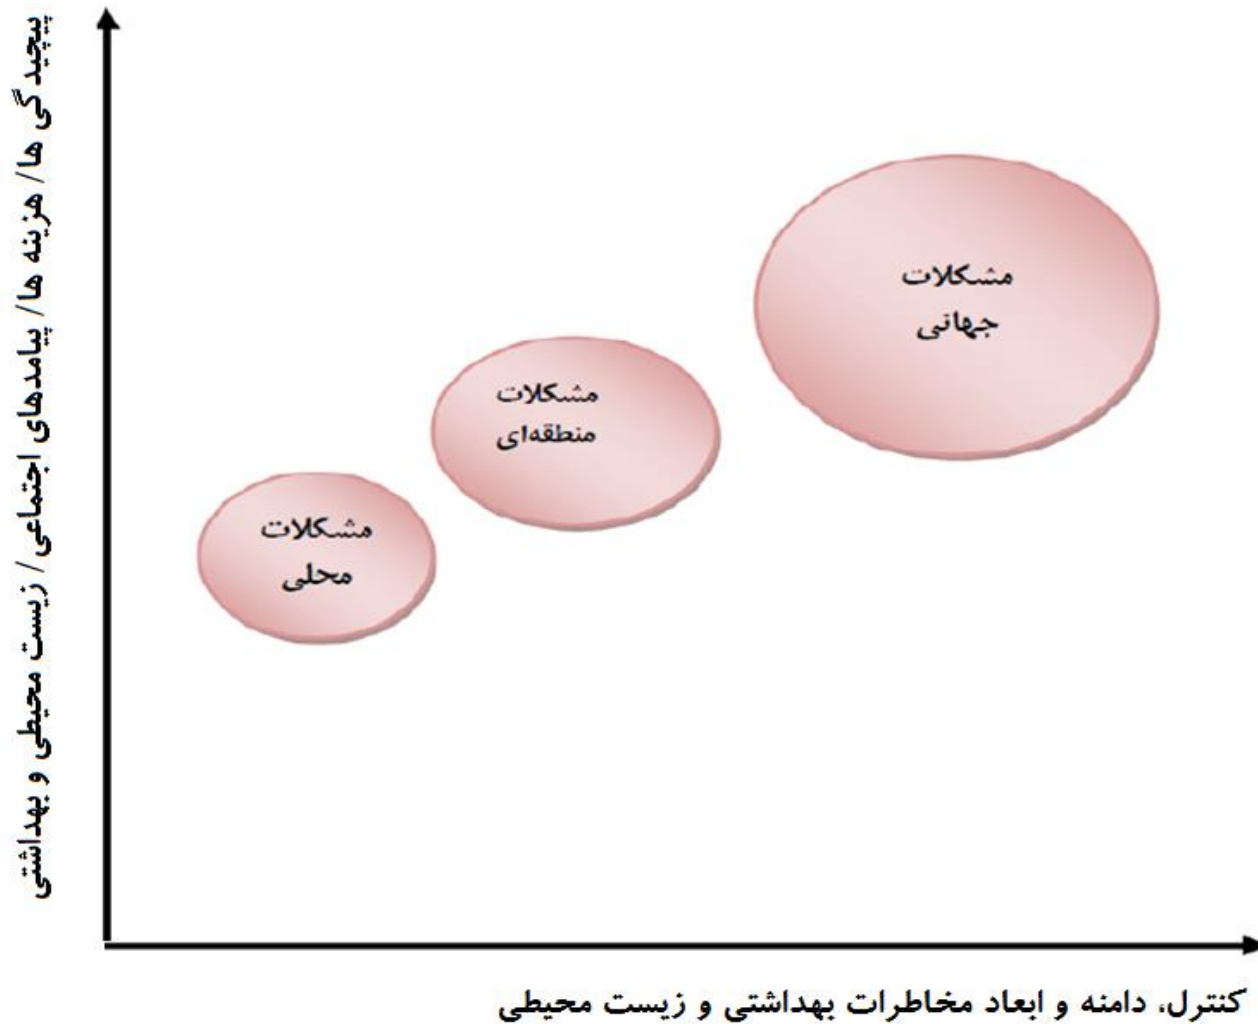 پیچیدگی ها/ هزینه ها/ پیامدهای اجتماعی/ زیست محیطی و بهداشتی
مشکلات
جهانی
مشکلات
منطقه‌ای
مشکلات
محلی
کنترل، دامنه و ابعاد مخاطرات بهداشتی و زیست محیطی